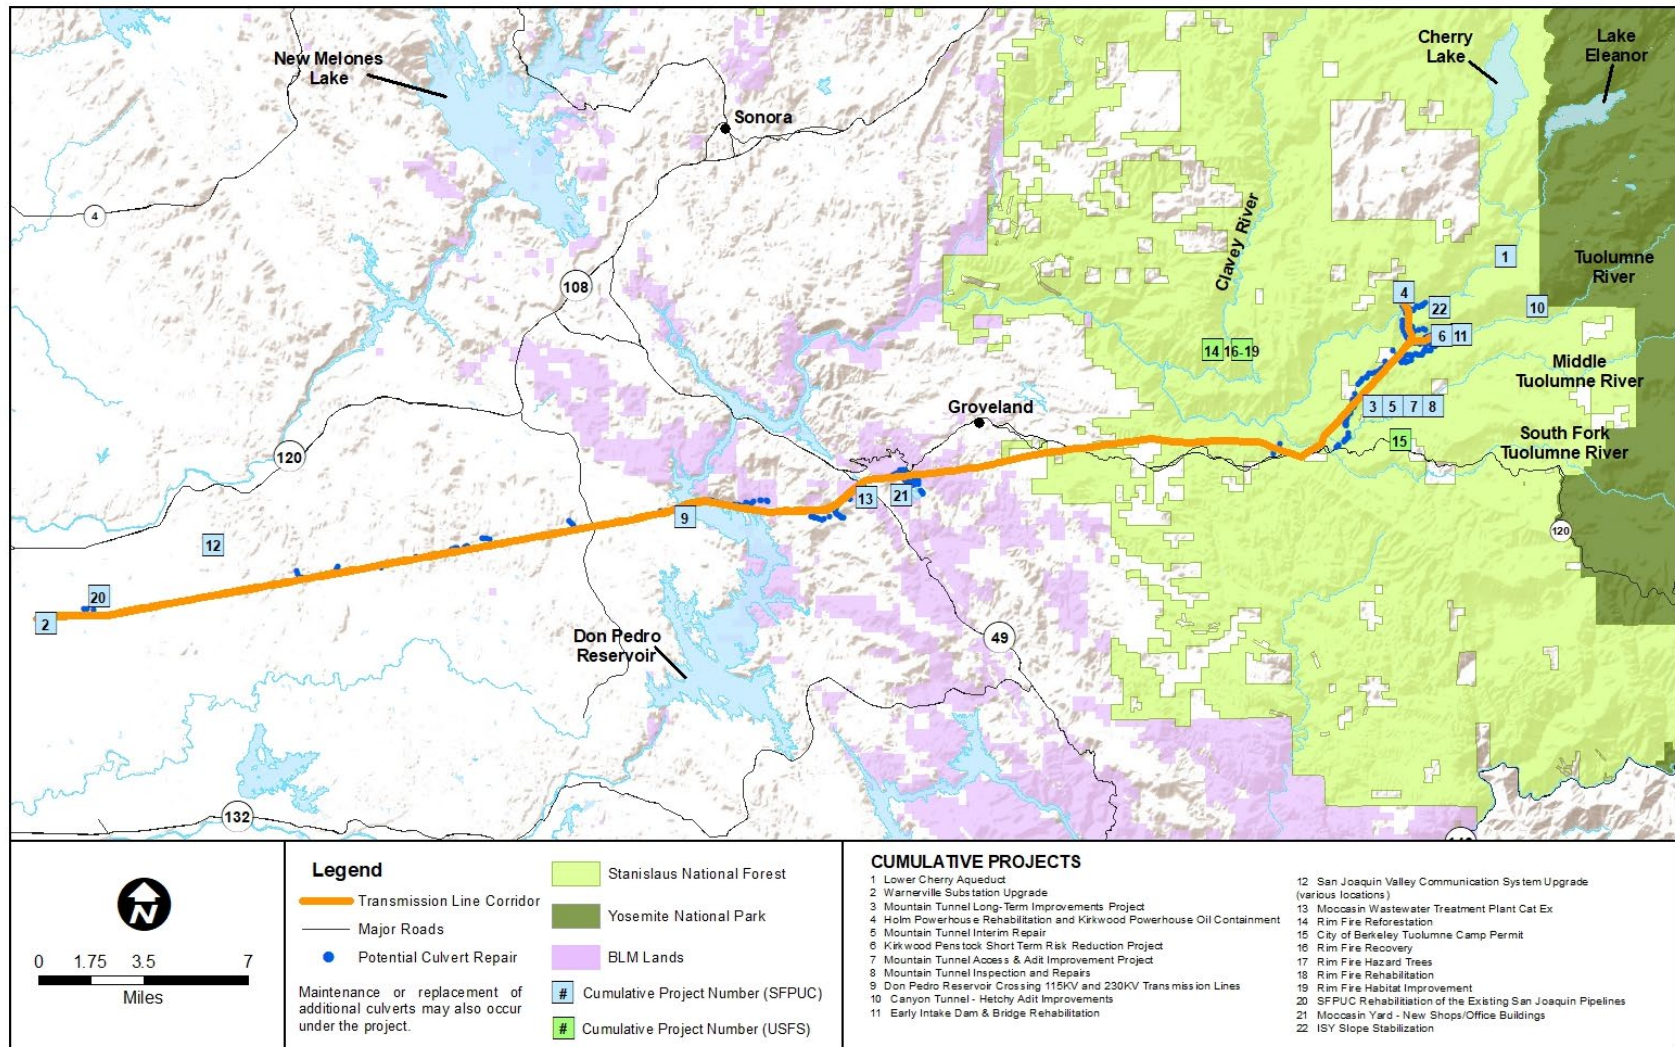 New Melones
Lake
Sonora
Cherry
Lake
Lake
Eleanor
4
Clavey River
1
Tuolumne
River
108
4
22
10
6
11
14
16-19
Middle
Tuolumne River
3
5
7
8
Groveland
15
South Fork
Tuolumne River
120
13
21
9
120
12
20
2
Don Pedro
Reservoir
49
132
N
0 1.75 3.5 7
Miles
Legend
Transmission Line Corridor
Major Roads
Potential Culvert Repair
Maintenance or replacement of
additional culverts may also occur
under the project.
Stanislaus National Forest
Yosemite National Park
BLM Lands
# Cumulative Project Number (SFPUC)
# Cumulative Project Number (USFS)
CUMULATIVE PROJECTS
1 Lower Cherry Aqueduct
2 Warnerville Substation Upgrade
3 Mountain Tunnel Long-Term Improvements Project
4 Holm Powerhouse Rehabilitation and Kirkwood Powerhouse Oil Containment
5 Mountain Tunnel Interim Repair
6 Kirkwood Penstock Short Term Risk Reduction Project
7 Mountain Tunnel Access & Adit Improvement Project
8 Mountain Tunnel Inspection and Repairs
9 Don Pedro Reservoir Crossing 115KV and 230KV Transmission Lines
10 Canyon Tunnel - Hetchy Adit Improvements
11 Early Intake Dam & Bridge Rehabilitation
12 San Joaquin Valley Communication System Upgrade
(various locations)
13 Moccasin Wastewater Treatment Plant Cat Ex
14 Rim Fire Reforestation
15 City of Berkeley Tuolumne Camp Permit
16 Rim Fire Recovery
17 Rim Fire Hazard Trees
18 Rim Fire Rehabilitation
19 Rim Fire Habitat Improvement
20 SFPUC Rehabilitiation of the Existing San Joaquin Pipelines
21 Moccasin Yard - New Shops/Office Buildings
22 ISY Slope Stabilization